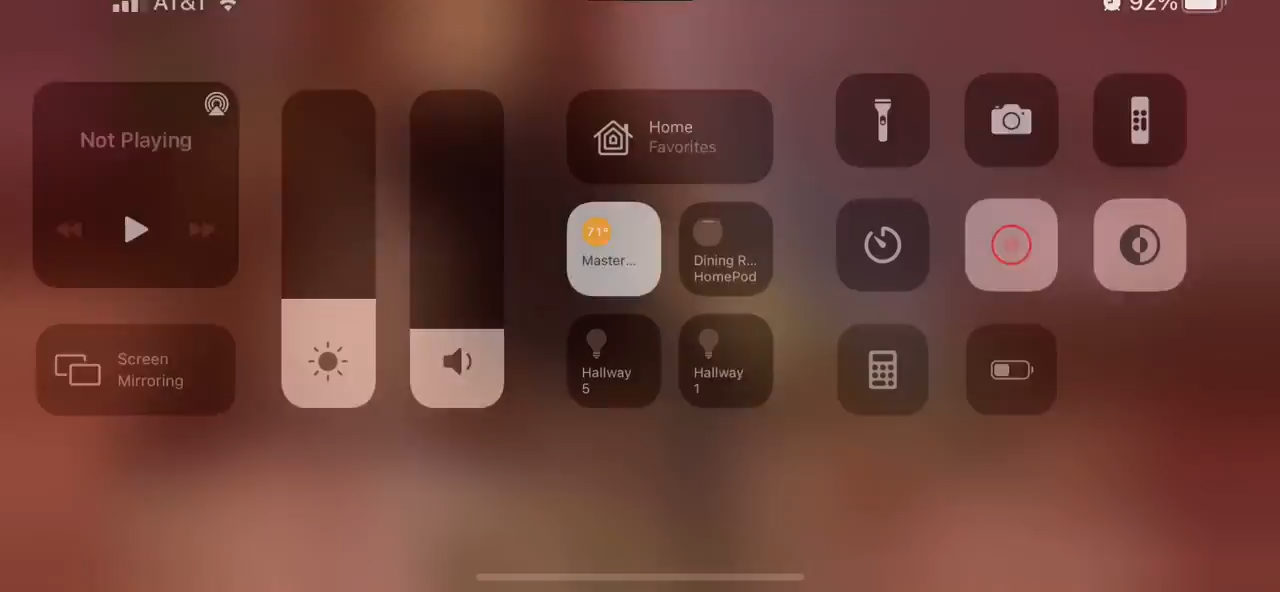 AT&T
92%
Not Playing
Screen
Mirroring
Home
Favorites
71°
Master...
Dining R...
HomePod
Hallway
5
Hallway
1